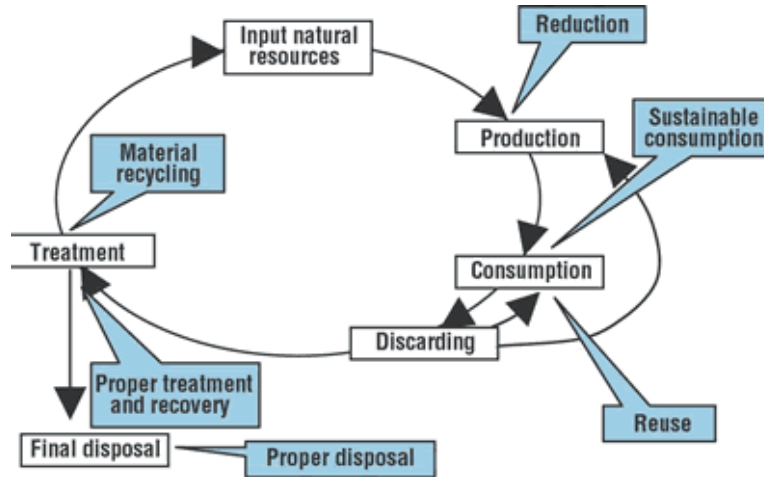 Input natural
resources
Reduction
Production
Sustainable
consumption
Material
recycling
Treatment
Consumption
Discarding
Proper treatment
and recovery
Reuse
Final disposal
Proper disposal